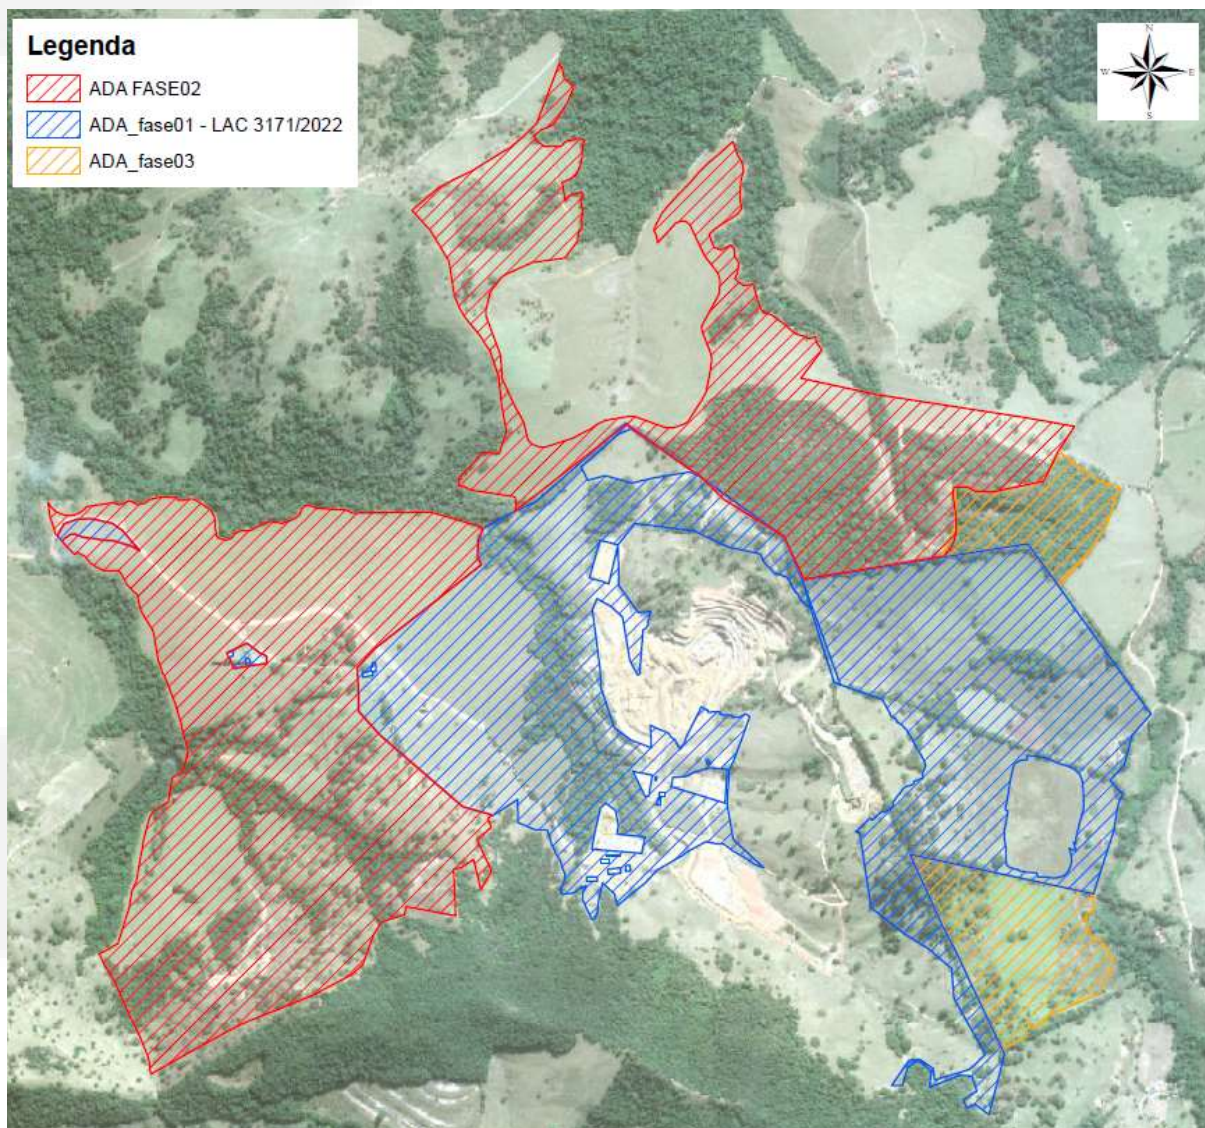 Legenda
ADA FASE02
ADA_fase01 - LAC 3171/2022
ADA_fase03
N
W
E
S